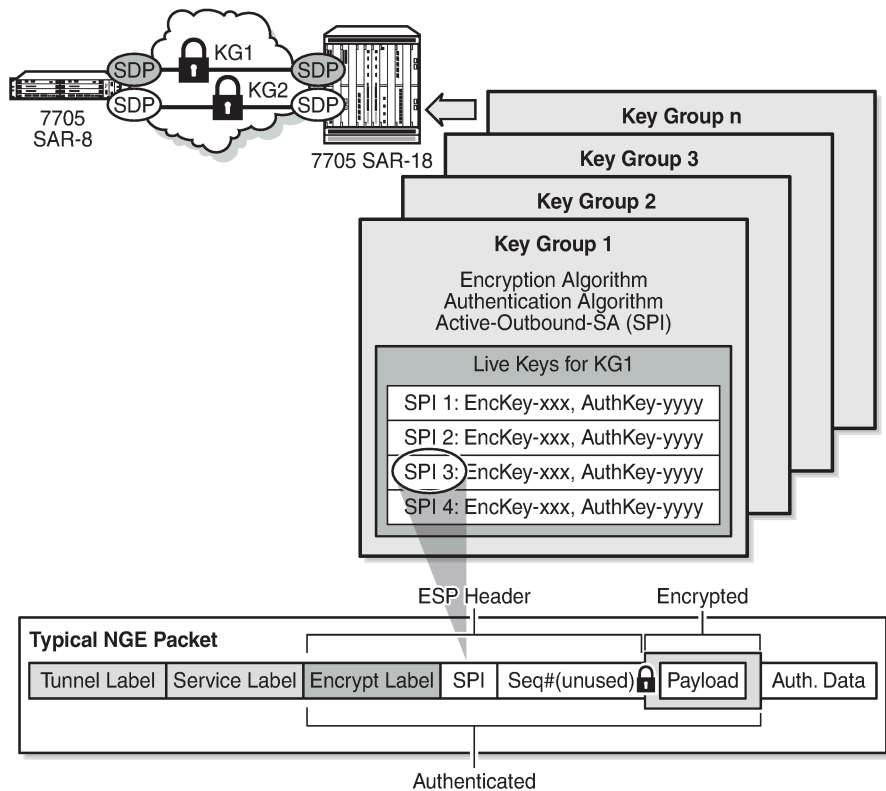 KG1
SDP
SDP
KG2
SDP
SDP
7705
SAR-8
7705 SAR-18
Key Group n
Key Group 3
Key Group 2
Key Group 1
Encryption Algorithm
Authentication Algorithm
Active-Outbound-SA (SPI)
Live Keys for KG1
SPI 1: EncKey-xxx, AuthKey-yyyy
SPI 2: EncKey-xxx, AuthKey-yyyy
SPI 3: EncKey-xxx, AuthKey-yyyy
SPI 4: EncKey-xxx, AuthKey-yyyy
ESP Header
Encrypted
Typical NGE Packet
Tunnel Label
Service Label
Encrypt Label
SPI
Seq#(unused)
Payload
Auth. Data
Authenticated